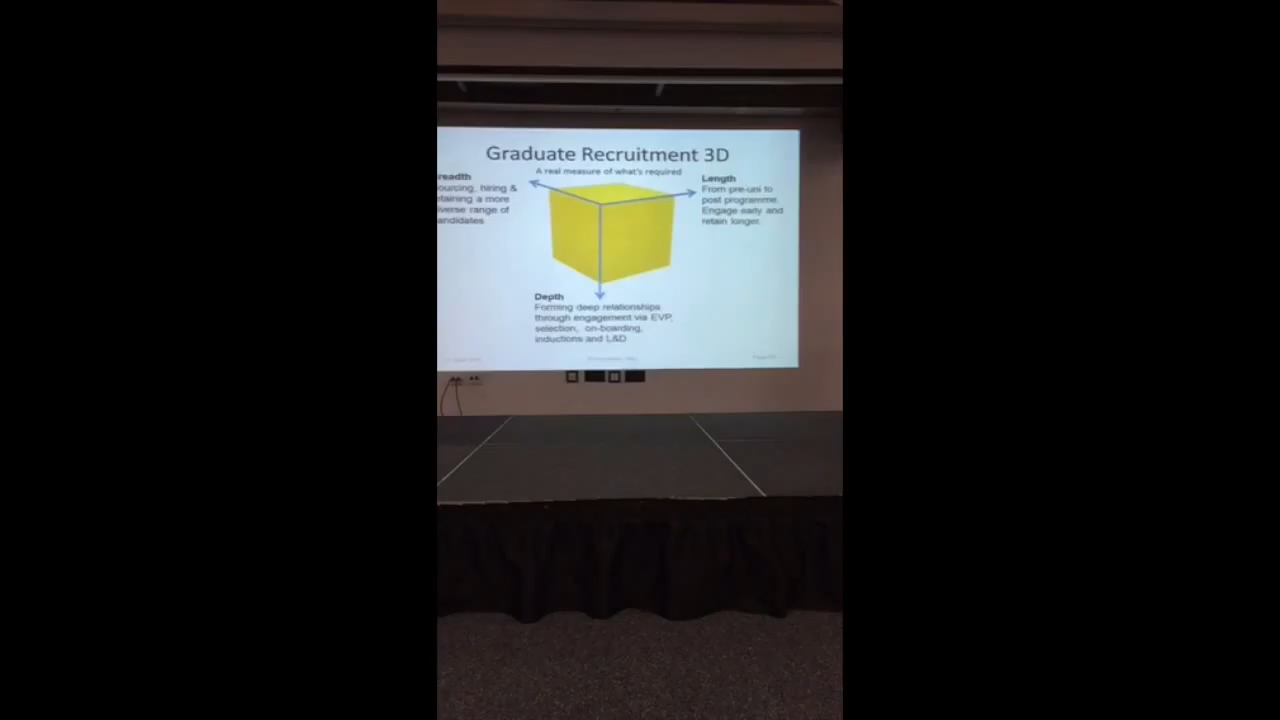 Graduate Recruitment 3D
A real measure of what's required
readth
ourcing, hiring &
etaining a more
iverse range of
andidates
Length
From pre-uni to
post programme.
Engage early and
retain longer.
Depth
Forming deep relationships
through engagement via EVP,
selection, on-boarding,
inductions and L&D